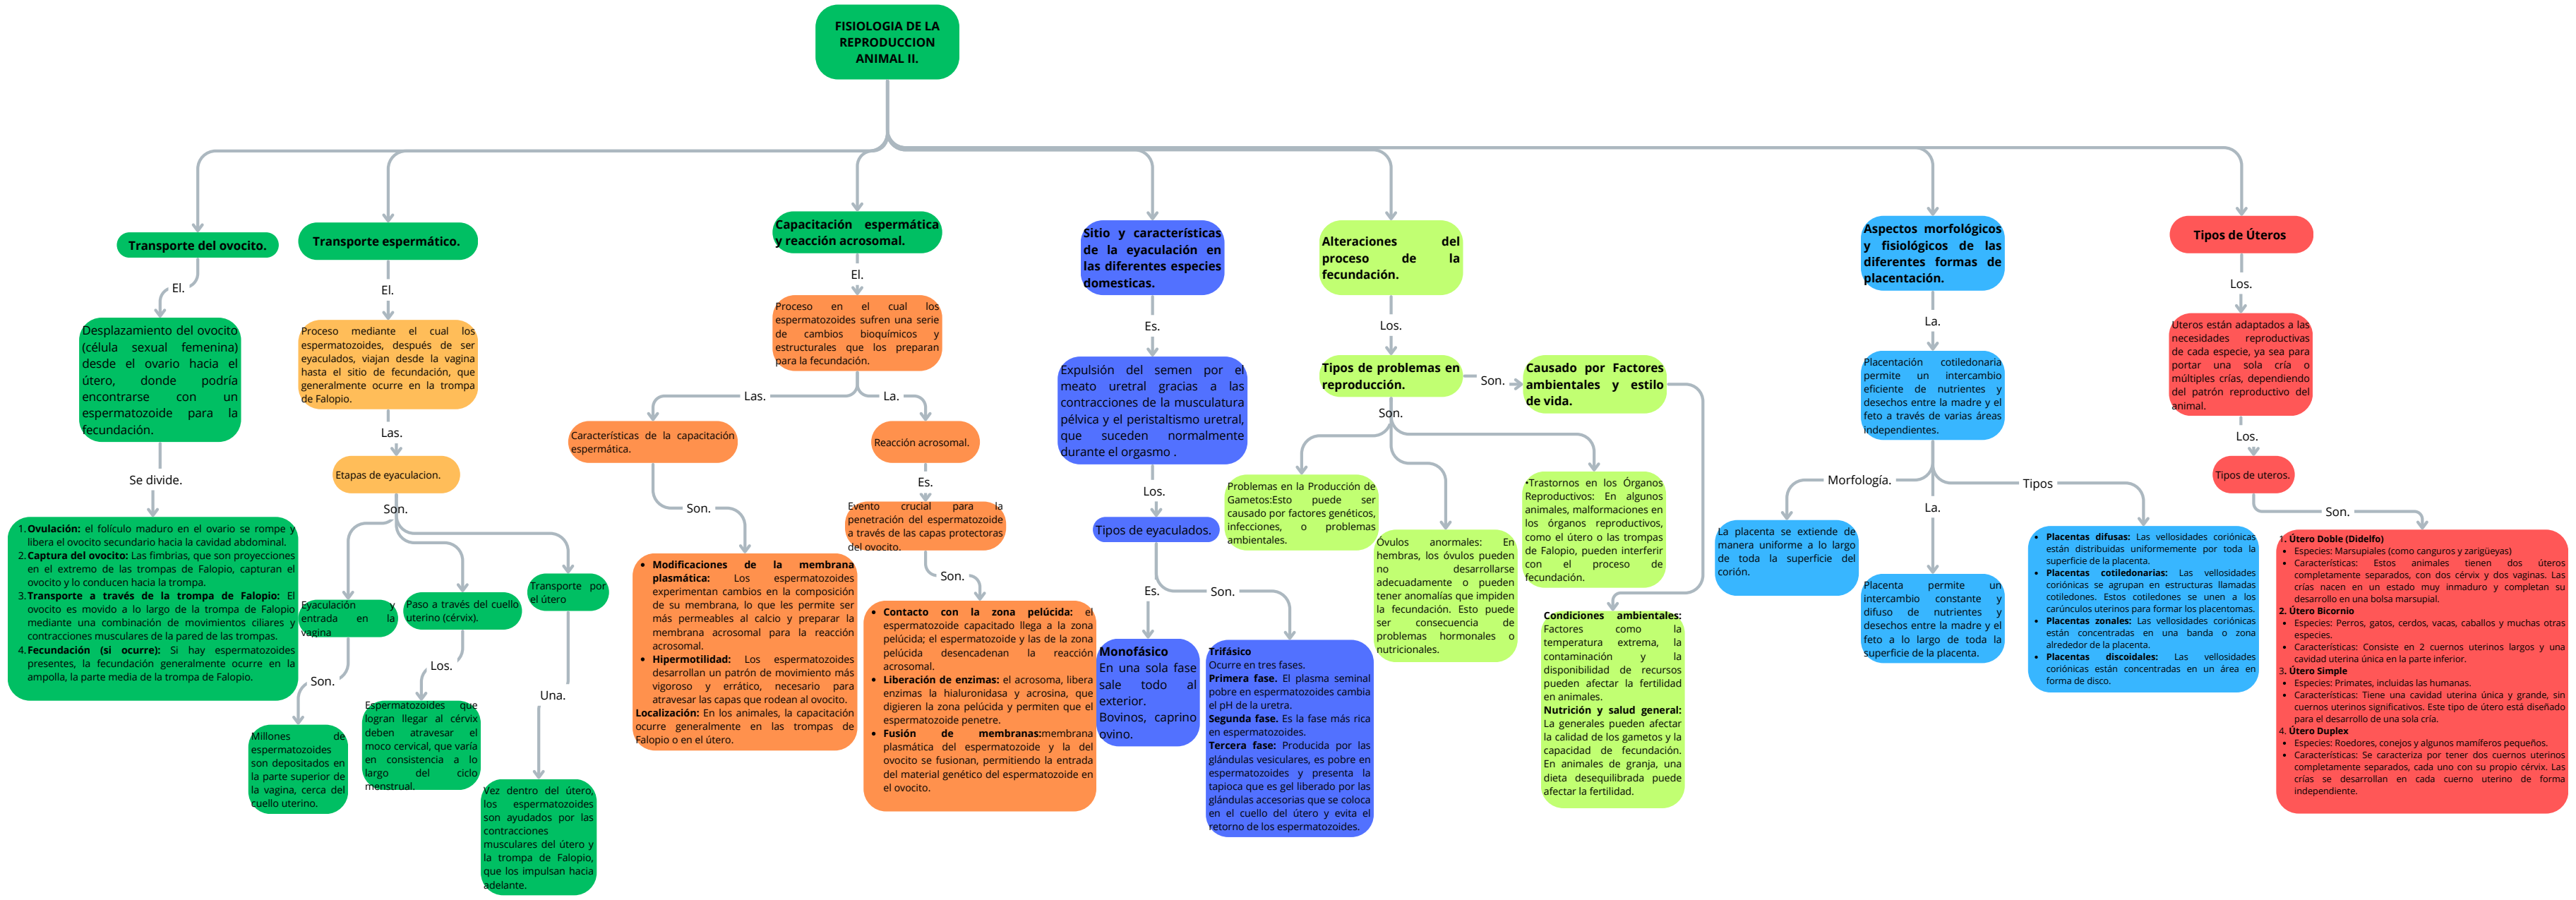 FISIOLOGIA DE LA
REPRODUCCION
ANIMAL II.
Transporte del ovocito.
El.
Desplazamiento del ovocito
(célula sexual femenina)
desde el ovario hacia el
útero, donde podría
encontrarse con un
espermatozoide para la
fecundación.
Se divide.
1. Ovulación: el folículo maduro en el ovario se rompe y
libera el ovocito secundario hacia la cavidad abdominal.
2. Captura del ovocito: Las fimbrias, que son proyecciones
en el extremo de las trompas de Falopio, capturan el
ovocito y lo conducen hacia la trompa.
3. Transporte a través de la trompa de Falopio: El
ovocito es movido a lo largo de la trompa de Falopio
mediante una combinación de movimientos ciliares y
contracciones musculares de la pared de las trompas.
4. Fecundación (si ocurre): Si hay espermatozoides
presentes, la fecundación generalmente ocurre en la
ampolla, la parte media de la trompa de Falopio.
Transporte espermático.
El.
Proceso mediante el cual los
espermatozoides, después de ser
eyaculados, viajan desde la vagina
hasta el sitio de fecundación, que
generalmente ocurre en la trompa
de Falopio.
Las.
Etapas de eyaculacion.
Son.
Eyaculación y
entrada en la
vagina
Son.
Millones de
espermatozoides
son depositados en
la parte superior de
la vagina, cerca del
cuello uterino.
Paso a través del cuello
uterino (cérvix).
Los.
Espermatozoides que
logran llegar al cérvix
deben atravesar el
moco cervical, que varía
en consistencia a lo
largo del ciclo
menstrual.
Transporte por
el útero
Una.
Vez dentro del útero,
los espermatozoides
son ayudados por las
contracciones
musculares del útero y
la trompa de Falopio,
que los impulsan hacia
adelante.
Capacitación espermática
y reacción acrosomal.
El.
Proceso en el cual los
espermatozoides sufren una serie
de cambios bioquímicos y
estructurales que los preparan
para la fecundación.
Las.
Características de la capacitación
espermática.
Son.
• Modificaciones de la membrana
plasmática: Los espermatozoides
experimentan cambios en la composición
de su membrana, lo que les permite ser
más permeables al calcio y preparar la
membrana acrosomal para la reacción
acrosomal.
• Hipermotilidad: Los espermatozoides
desarrollan un patrón de movimiento más
vigoroso y errático, necesario para
atravesar las capas que rodean al ovocito.
Localización: En los animales, la capacitación
ocurre generalmente en las trompas de
Falopio o en el útero.
La.
Reacción acrosomal.
Es.
Evento crucial para la
penetración del espermatozoide
a través de las capas protectoras
del ovocito.
Son.
• Contacto con la zona pelúcida: el
espermatozoide capacitado llega a la zona
pelúcida; el espermatozoide y las de la zona
pelúcida desencadenan la reacción
acrosomal.
• Liberación de enzimas: el acrosoma, libera
enzimas la hialuronidasa y acrosina, que
digieren la zona pelúcida y permiten que el
espermatozoide penetre.
• Fusión de membranas:membrana
plasmática del espermatozoide y la del
ovocito se fusionan, permitiendo la entrada
del material genético del espermatozoide en
el ovocito.
Sitio y características
de la eyaculación en
las diferentes especies
domesticas.
Es.
Expulsión del semen por el
meato uretral gracias a las
contracciones de la musculatura
pélvica y el peristaltismo uretral,
que suceden normalmente
durante el orgasmo .
Los.
Tipos de eyaculados.
Es.
Monofásico
En una sola fase
sale todo al
exterior.
Bovinos, caprino
ovino.
Son.
Trifásico
Ocurre en tres fases.
Primera fase. El plasma seminal
pobre en espermatozoides cambia
el pH de la uretra.
Segunda fase. Es la fase más rica
en espermatozoides.
Tercera fase: Producida por las
glándulas vesiculares, es pobre en
espermatozoides y presenta la
tapioca que es gel liberado por las
glándulas accesorias que se coloca
en el cuello del útero y evita el
retorno de los espermatozoides.
Alteraciones del
proceso de la
fecundación.
Los.
Tipos de problemas en
reproducción.
Son.
Causado por Factores
ambientales y estilo
de vida.
Son.
Problemas en la Producción de
Gametos:Esto puede ser
causado por factores genéticos,
infecciones, o problemas
ambientales.
Óvulos anormales: En
hembras, los óvulos pueden
no desarrollarse
adecuadamente o pueden
tener anomalías que impiden
la fecundación. Esto puede
ser consecuencia de
problemas hormonales o
nutricionales.
•Trastornos en los Órganos
Reproductivos: En algunos
animales, malformaciones en
los órganos reproductivos,
como el útero o las trompas
de Falopio, pueden interferir
con el proceso de
fecundación.
Condiciones ambientales:
Factores como la
temperatura extrema, la
contaminación y la
disponibilidad de recursos
pueden afectar la fertilidad
en animales.
Nutrición y salud general:
La generales pueden afectar
la calidad de los gametos y la
capacidad de fecundación.
En animales de granja, una
dieta desequilibrada puede
afectar la fertilidad.
Aspectos morfológicos
y fisiológicos de las
diferentes formas de
placentación.
La.
Placentación cotiledonaria
permite un intercambio
eficiente de nutrientes y
desechos entre la madre y el
feto a través de varias áreas
independientes.
Morfología.
La placenta se extiende de
manera uniforme a lo largo
de toda la superficie del
corión.
La.
Placenta permite un
intercambio constante y
difuso de nutrientes y
desechos entre la madre y el
feto a lo largo de toda la
superficie de la placenta.
Tipos
• Placentas difusas: Las vellosidades coriónicas
están distribuidas uniformemente por toda la
superficie de la placenta.
• Placentas cotiledonarias: Las vellosidades
coriónicas se agrupan en estructuras llamadas
cotiledones. Estos cotiledones se unen a los
carúnculos uterinos para formar los placentomas.
• Placentas zonales: Las vellosidades coriónicas
están concentradas en una banda o zona
alrededor de la placenta.
• Placentas discoidales: Las vellosidades
coriónicas están concentradas en un área en
forma de disco.
Tipos de Úteros
Los.
Uteros están adaptados a las
necesidades reproductivas
de cada especie, ya sea para
portar una sola cría o
múltiples crías, dependiendo
del patrón reproductivo del
animal.
Los.
Tipos de uteros.
Son.
1. Útero Doble (Didelfo)
• Especies: Marsupiales (como canguros y zarigüeyas)
• Características: Estos animales tienen dos úteros
completamente separados, con dos cérvix y dos vaginas. Las
crías nacen en un estado muy inmaduro y completan su
desarrollo en una bolsa marsupial.
2. Útero Bicornio
• Especies: Perros, gatos, cerdos, vacas, caballos y muchas otras
especies.
• Características: Consiste en 2 cuernos uterinos largos y una
cavidad uterina única en la parte inferior.
3. Útero Simple
• Especies: Primates, incluidas las humanas.
• Características: Tiene una cavidad uterina única y grande, sin
cuernos uterinos significativos. Este tipo de útero está diseñado
para el desarrollo de una sola cría.
4. Útero Duplex
• Especies: Roedores, conejos y algunos mamíferos pequeños.
• Características: Se caracteriza por tener dos cuernos uterinos
completamente separados, cada uno con su propio cérvix. Las
crías se desarrollan en cada cuerno uterino de forma
independiente.